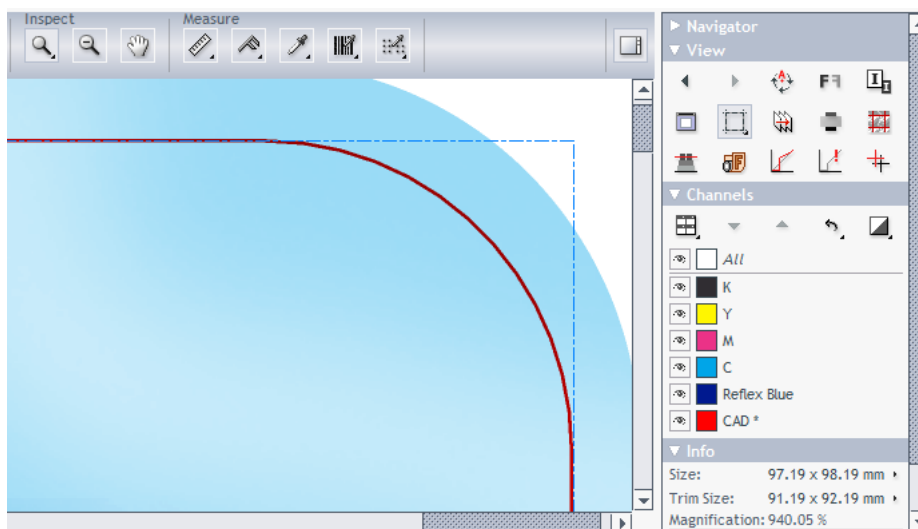 Inspect
Measure
Navigator
View
Channels
All
K
Y
M
C
Reflex Blue
CAD *
Info
Size: 97.19 x 98.19 mm
Trim Size: 91.19 x 92.19 mm
Magnification: 940.05 %